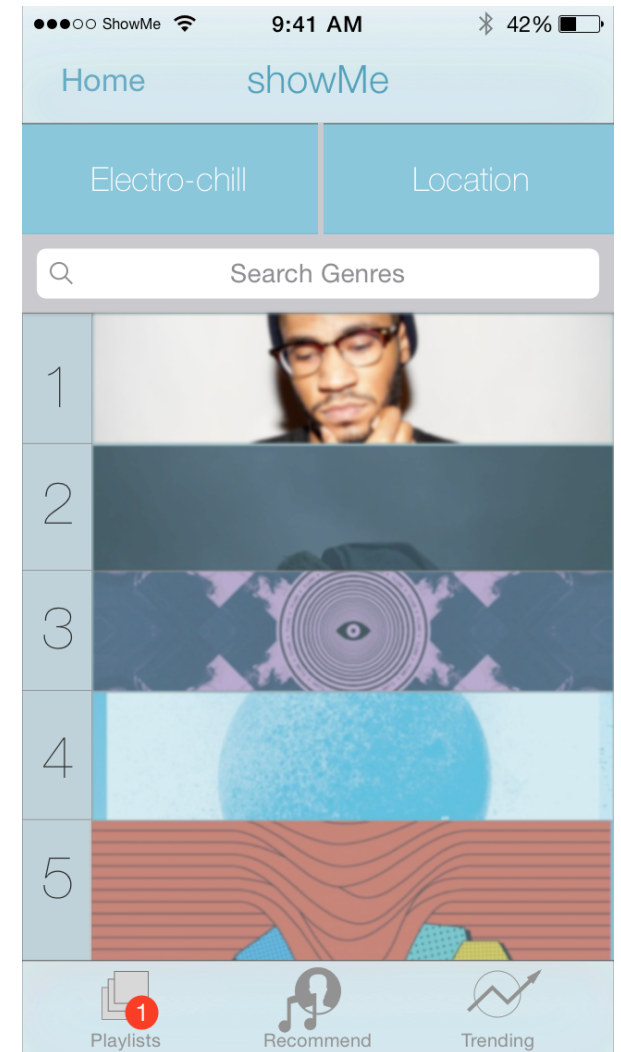 ShowMe 9:41 AM 42%
Home showMe
Electro-chill Location
Search Genres
1
2
3
4
5
1
Playlists Recommend Trending